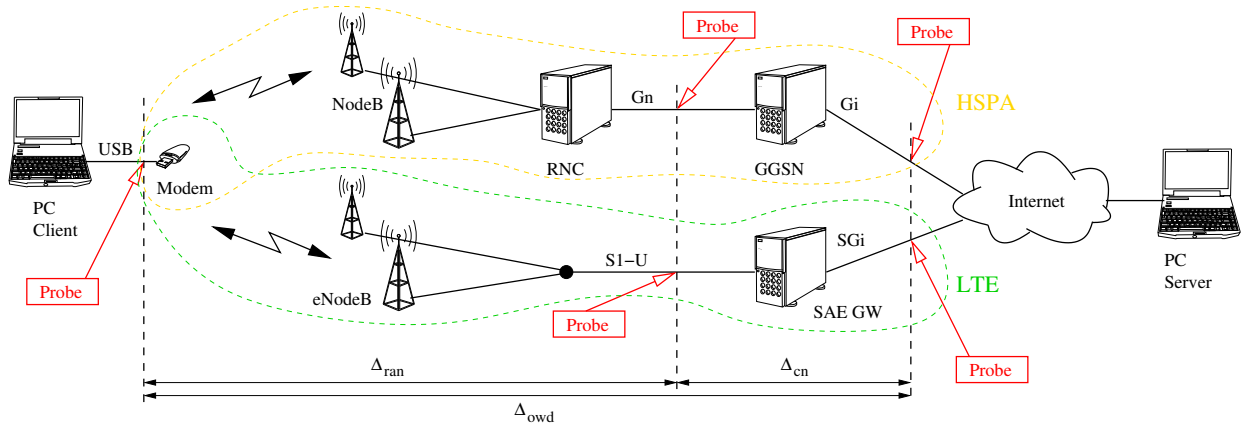 Probe
Probe
NodeB
Gn
Gi
HSPA
USB
RNC
GGSN
Modem
PC
Client
Internet
PC
Server
S1−U
SGi
Probe
eNodeB
Probe
SAE GW
LTE
Probe
Δran
Δcn
Δowd